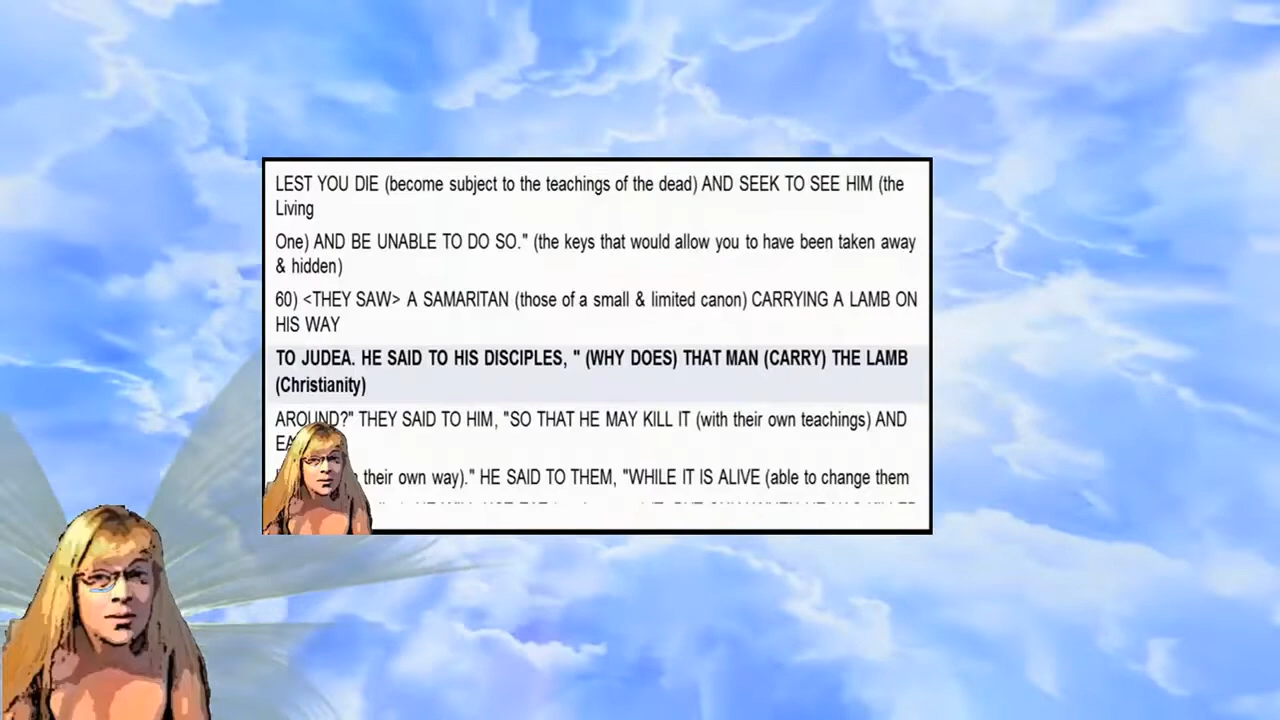 LEST YOU DIE (become subject to the teachings of the dead) AND SEEK TO SEE HIM (the
Living
One) AND BE UNABLE TO DO SO." (the keys that would allow you to have been taken away
& hidden)
60) <THEY SAW> A SAMARITAN (those of a small & limited canon) CARRYING A LAMB ON
HIS WAY
TO JUDEA. HE SAID TO HIS DISCIPLES, " (WHY DOES) THAT MAN (CARRY) THE LAMB
(Christianity)
AROUND?" THEY SAID TO HIM, "SO THAT HE MAY KILL IT (with their own teachings) AND
their own way)." HE SAID TO THEM, "WHILE IT IS ALIVE (able to change them